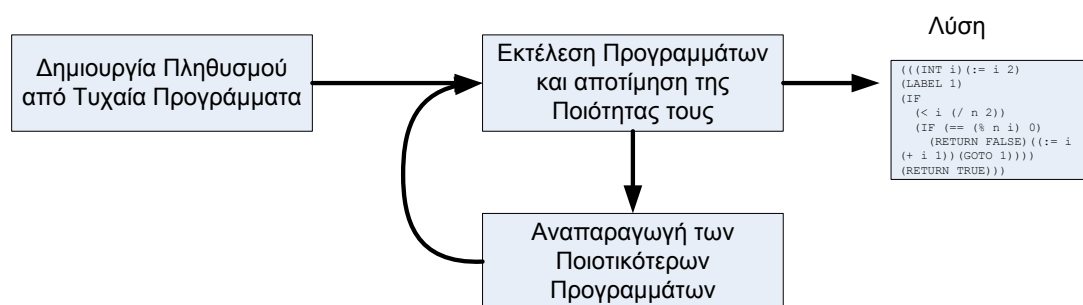 Δημιουργία Πληθυσμού
από Τυχαία Προγράμματα
Εκτέλεση Προγραμμάτων
και αποτίμηση της
Ποιότητας τους
Λύση
(((INT i)(:= i 2)
(LABEL 1)
(IF
(< i (/ n 2))
(IF (== (% n i) 0)
(RETURN FALSE)((:= i
(+ i 1))(GOTO 1))))
(RETURN TRUE)))
Αναπαραγωγή των
Ποιοτικότερων
Προγραμμάτων